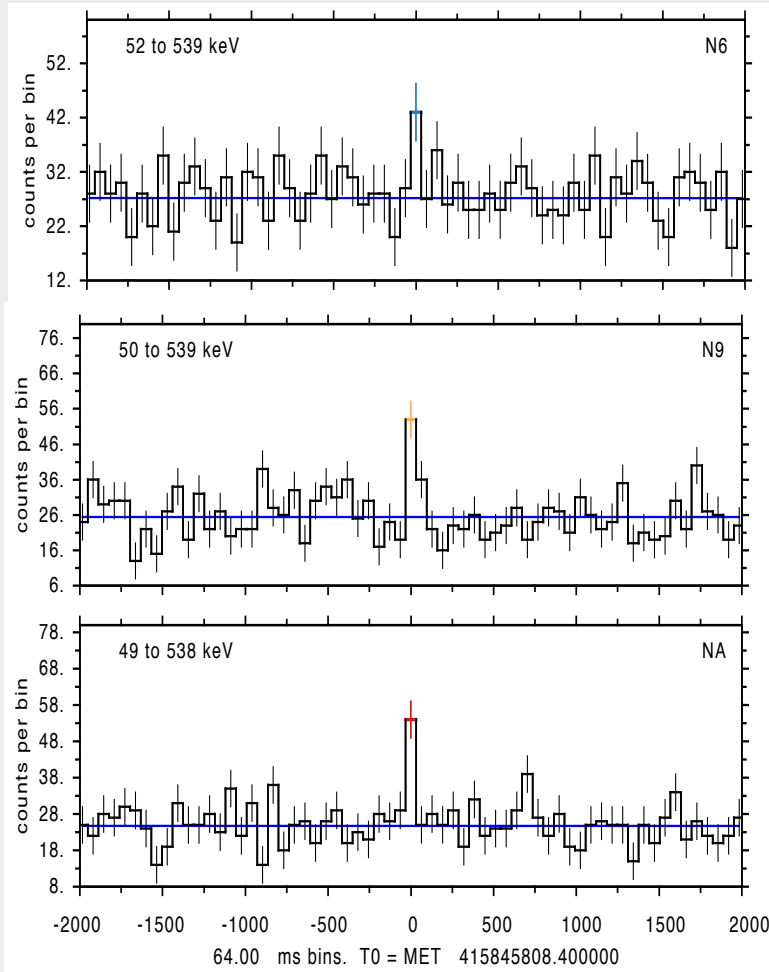 52 to 539 keV N6
52.
42.
32.
22.
12.
counts per bin
50 to 539 keV N9
76.
66.
56.
46.
36.
26.
16.
6.
counts per bin
49 to 538 keV NA
78.
68.
58.
48.
38.
28.
18.
8.
counts per bin
-2000 -1500 -1000 -500 0 500 1000 1500 2000
64.00 ms bins. T0 = MET 415845808.400000